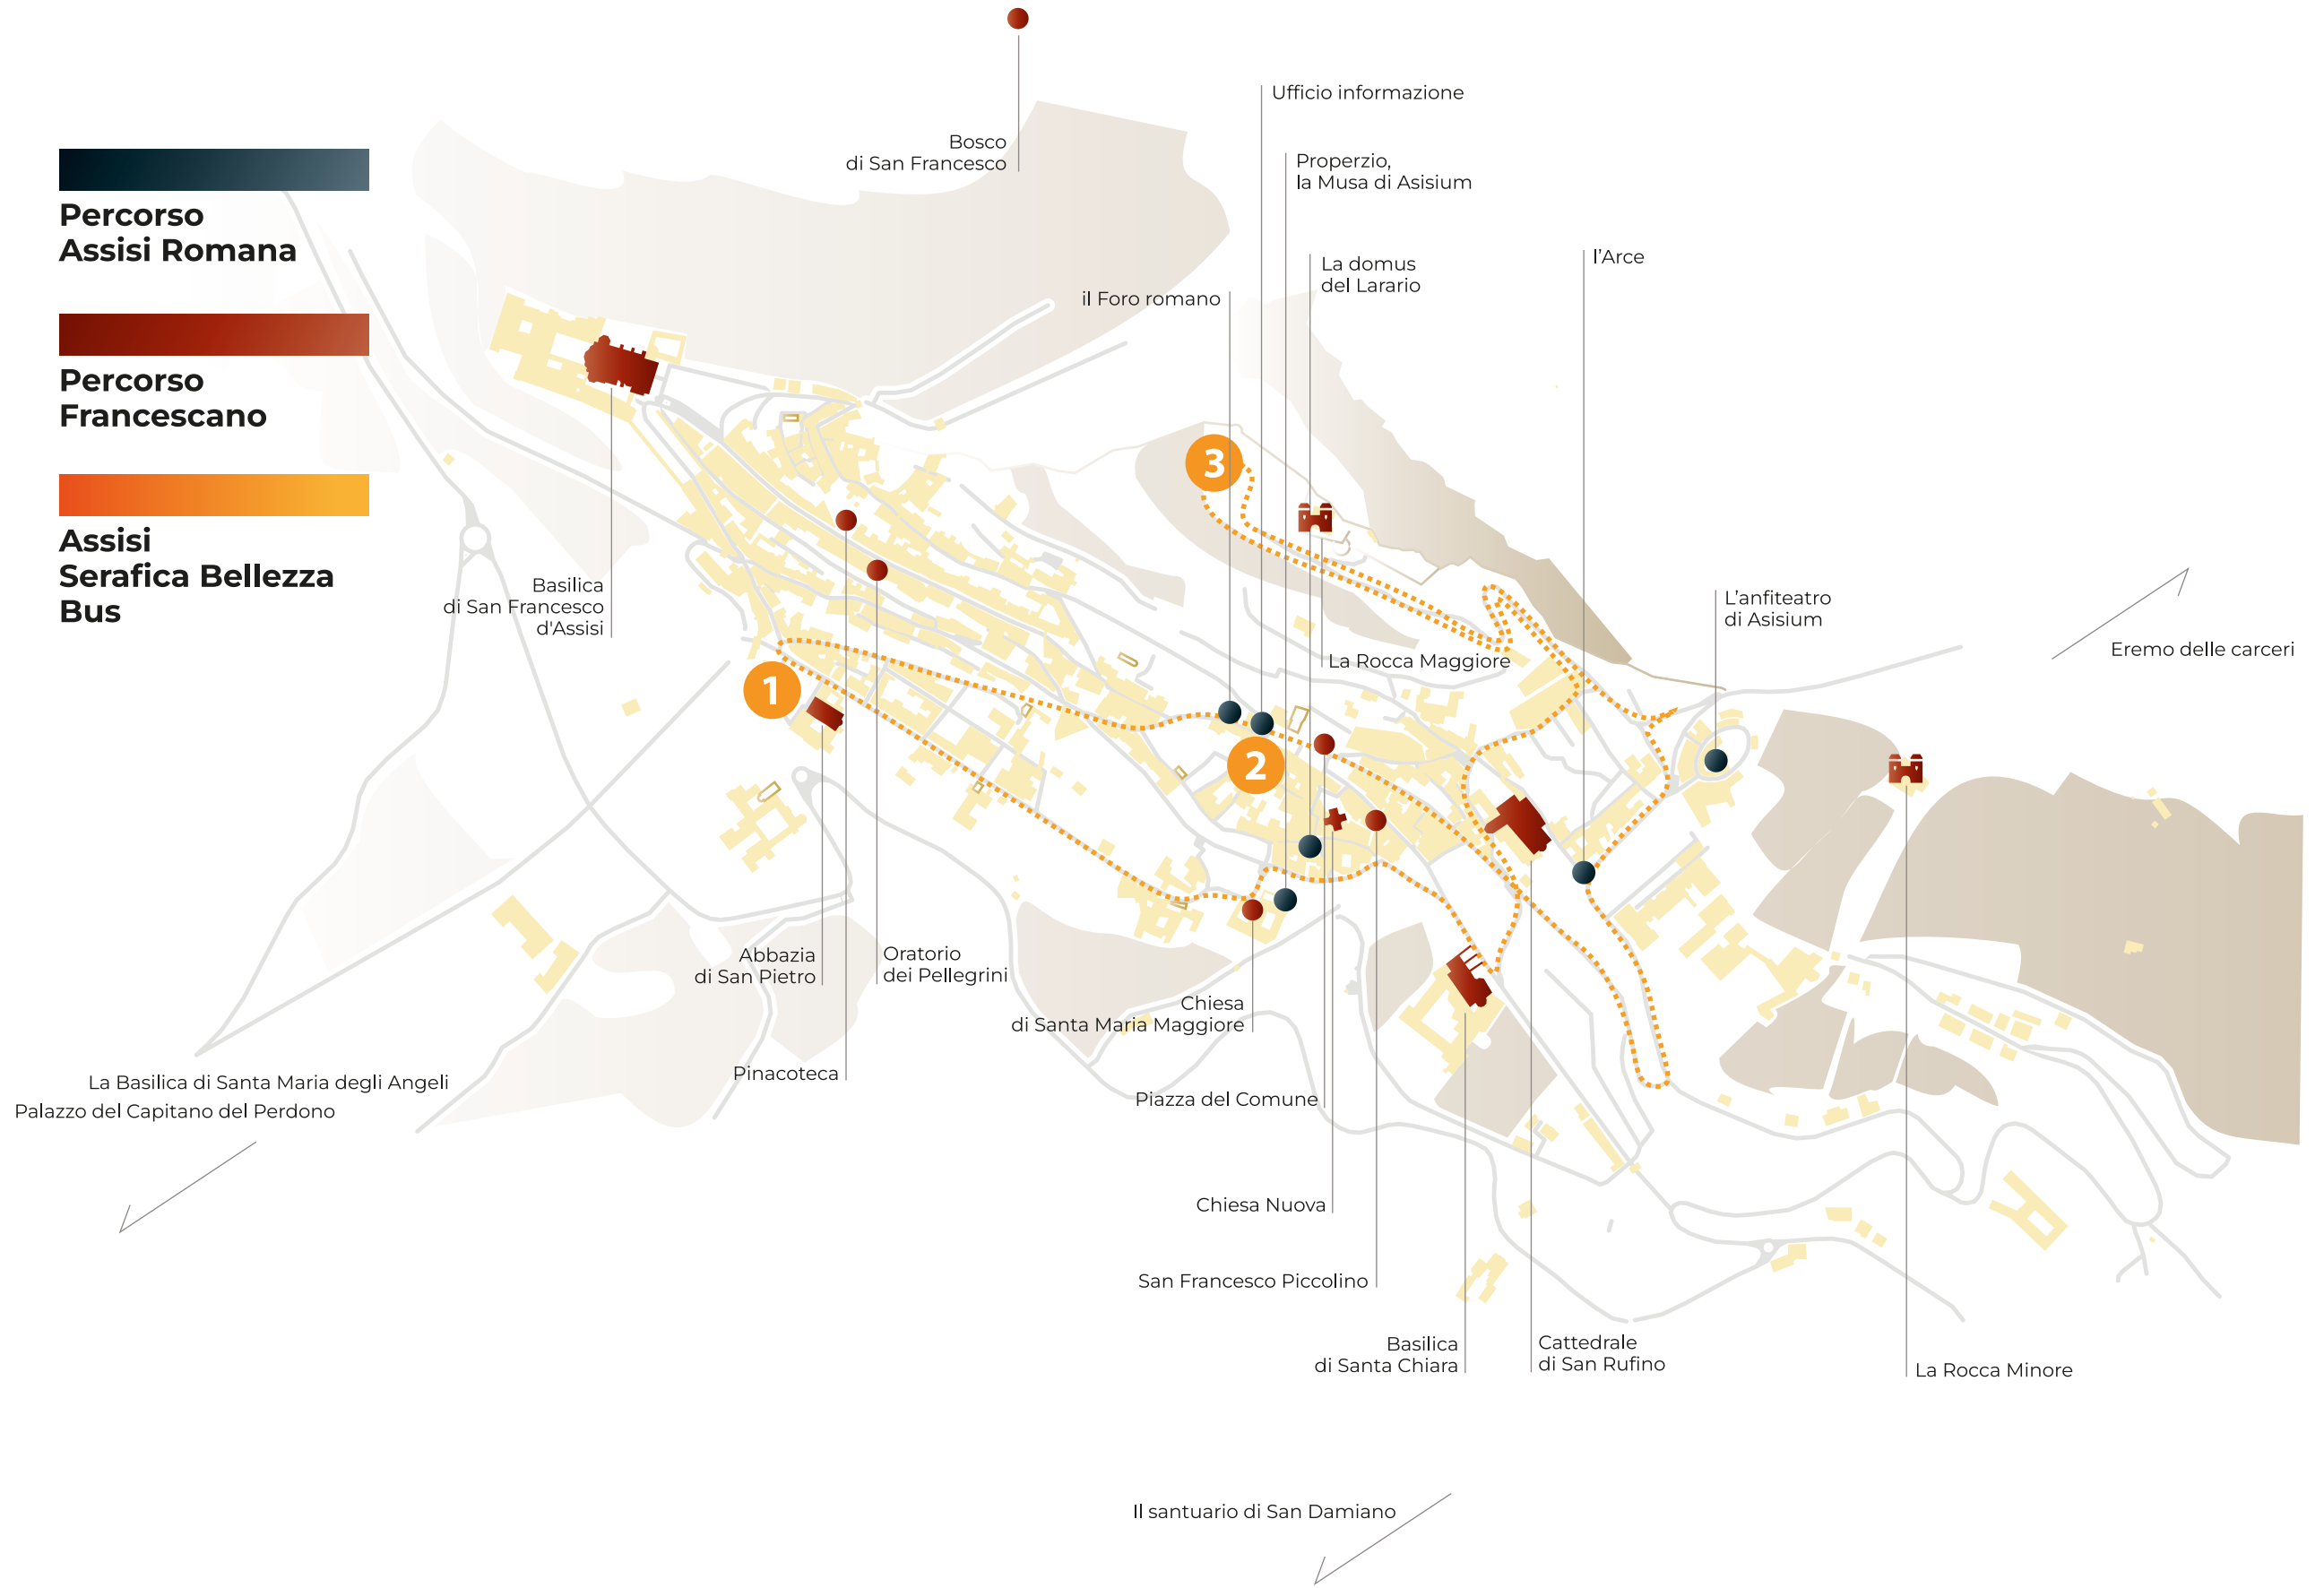 Percorso
Assisi Romana
Percorso
Francescano
Assisi
Serafica Bellezza
Bus
Bosco
di San Francesco
Ufficio informazione
Properzio,
la Musa di Asisium
La domus
del Larario
il Foro romano
l'Arce
3
Basilica
di San Francesco
d'Assisi
L'anfiteatro
di Asisium
Eremo delle carceri
La Rocca Maggiore
1
2
Abbazia
di San Pietro
Oratorio
dei Pellegrini
Chiesa
di Santa Maria Maggiore
Pinacoteca
La Basilica di Santa Maria degli Angeli
Palazzo del Capitano del Perdono
Piazza del Comune
Chiesa Nuova
San Francesco Piccolino
Basilica
di Santa Chiara
Cattedrale
di San Rufino
La Rocca Minore
Il santuario di San Damiano